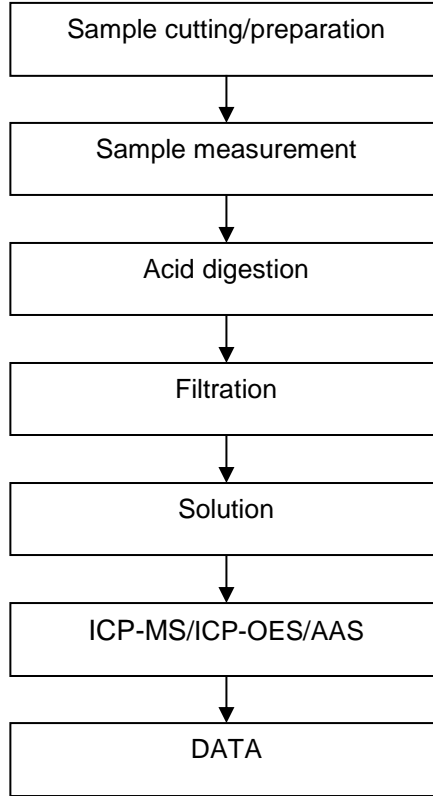 Sample cutting/preparation
Sample measurement
Acid digestion
Filtration
Solution
ICP-MS/ICP-OES/AAS
DATA